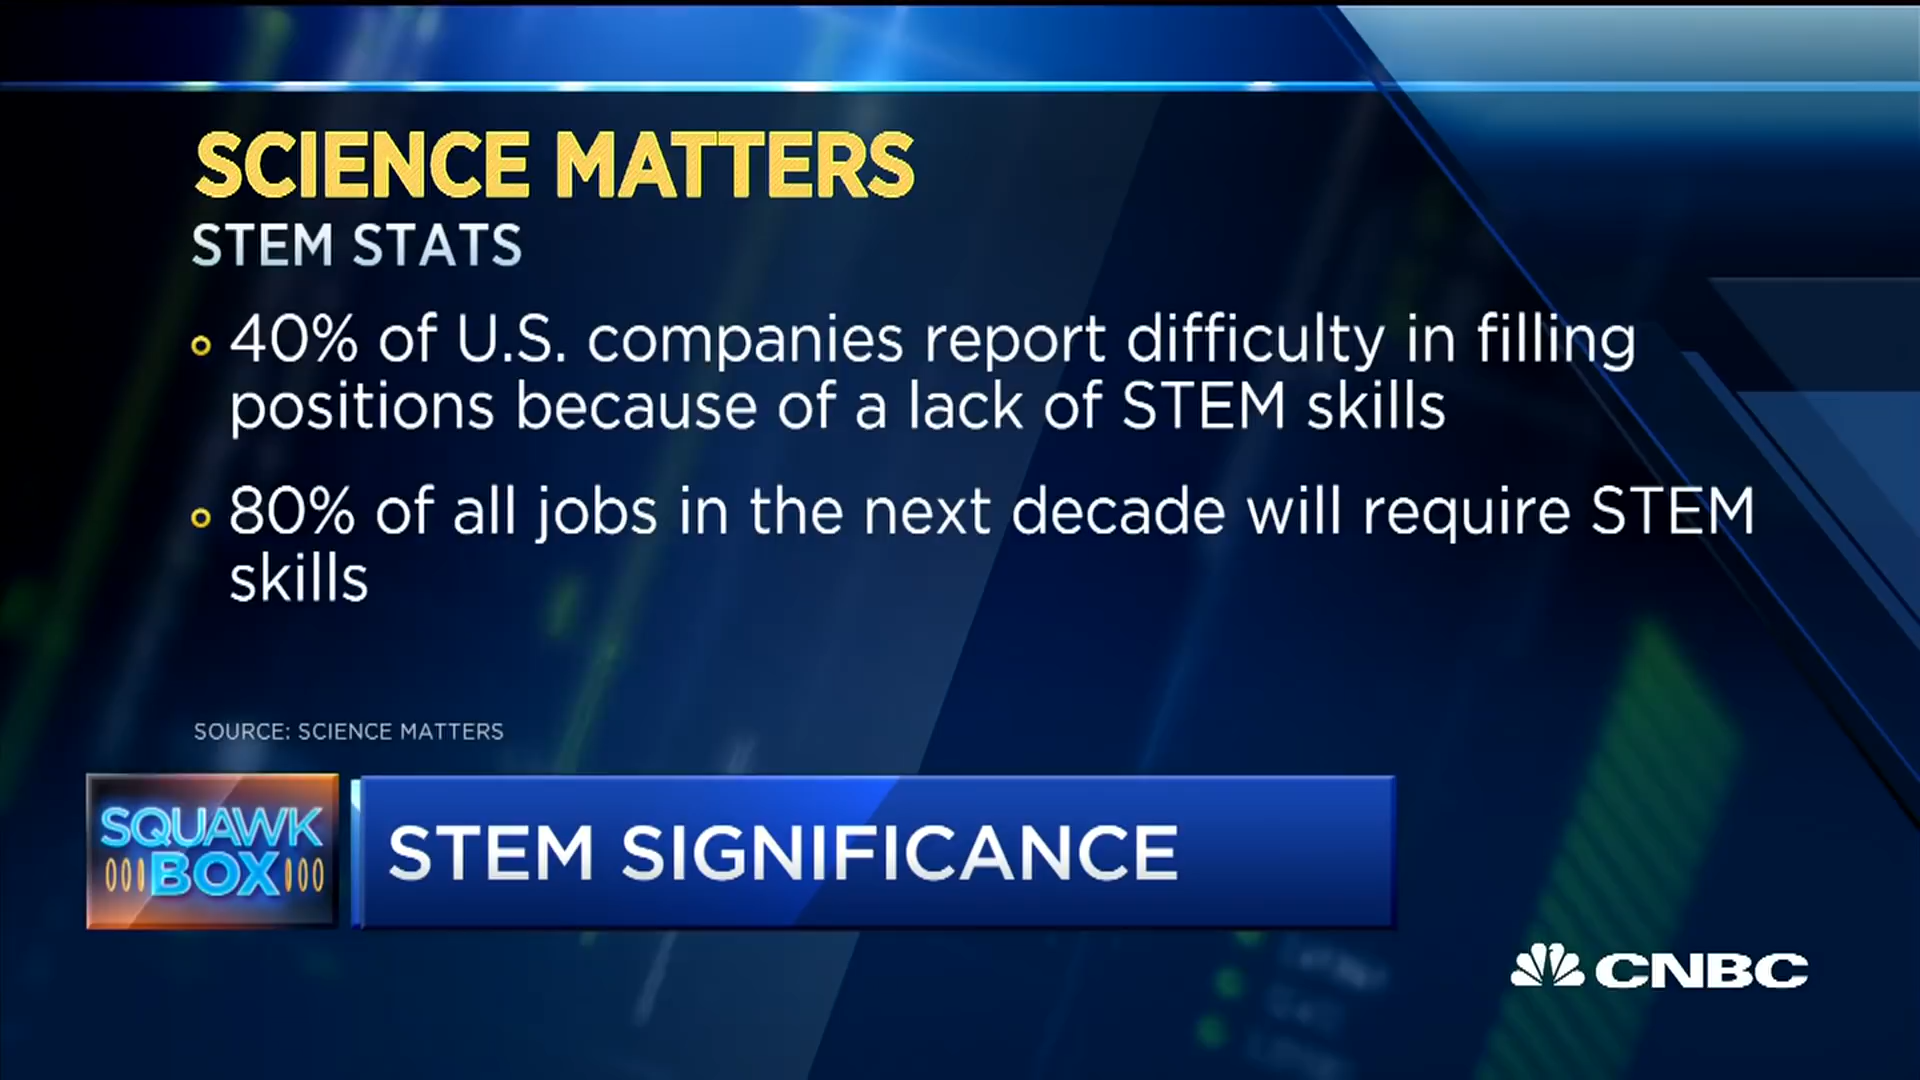 SCIENCE MATTERS
STEM STATS
40% of U.S. companies report difficulty in filling
positions because of a lack of STEM skills
80% of all jobs in the next decade will require STEM
skills
SOURCE: SCIENCE MATTERS
SQUAWK
BOX
STEM SIGNIFICANCE
CNBC